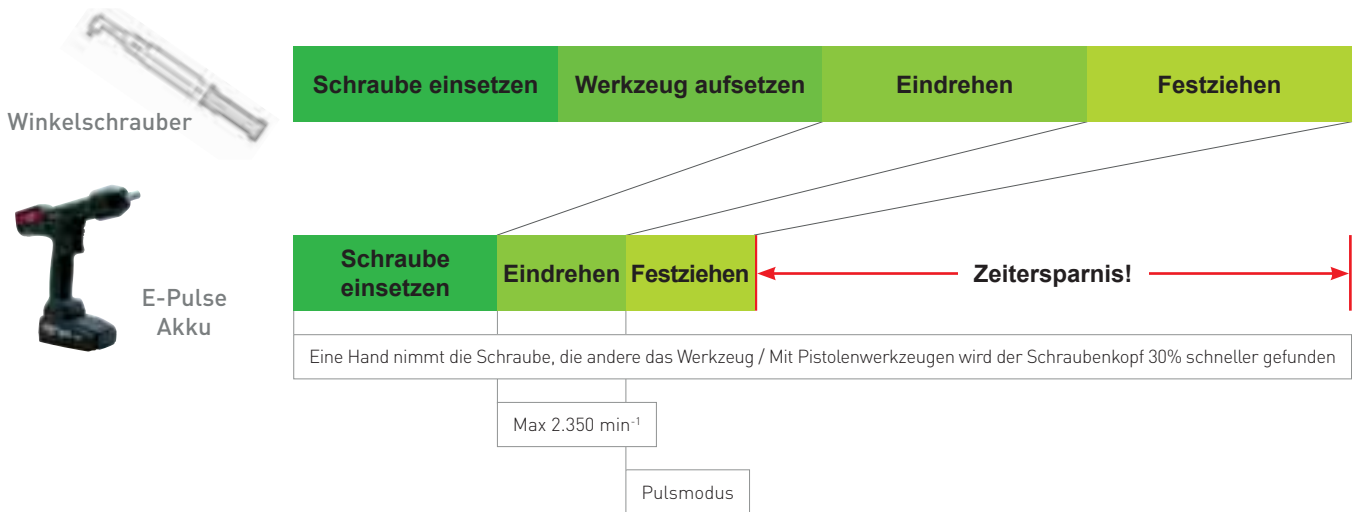 Winkelschrauber
Schraube einsetzen
Werkzeug aufsetzen
Eindrehen
Festziehen
E-Pulse
Akku
Schraube
einsetzen
Eindrehen
Festziehen
Zeitersparnis!
Eine Hand nimmt die Schraube, die andere das Werkzeug / Mit Pistolenwerkzeugen wird der Schraubenkopf 30% schneller gefunden
Max 2.350 min⁻¹
Pulsmodus